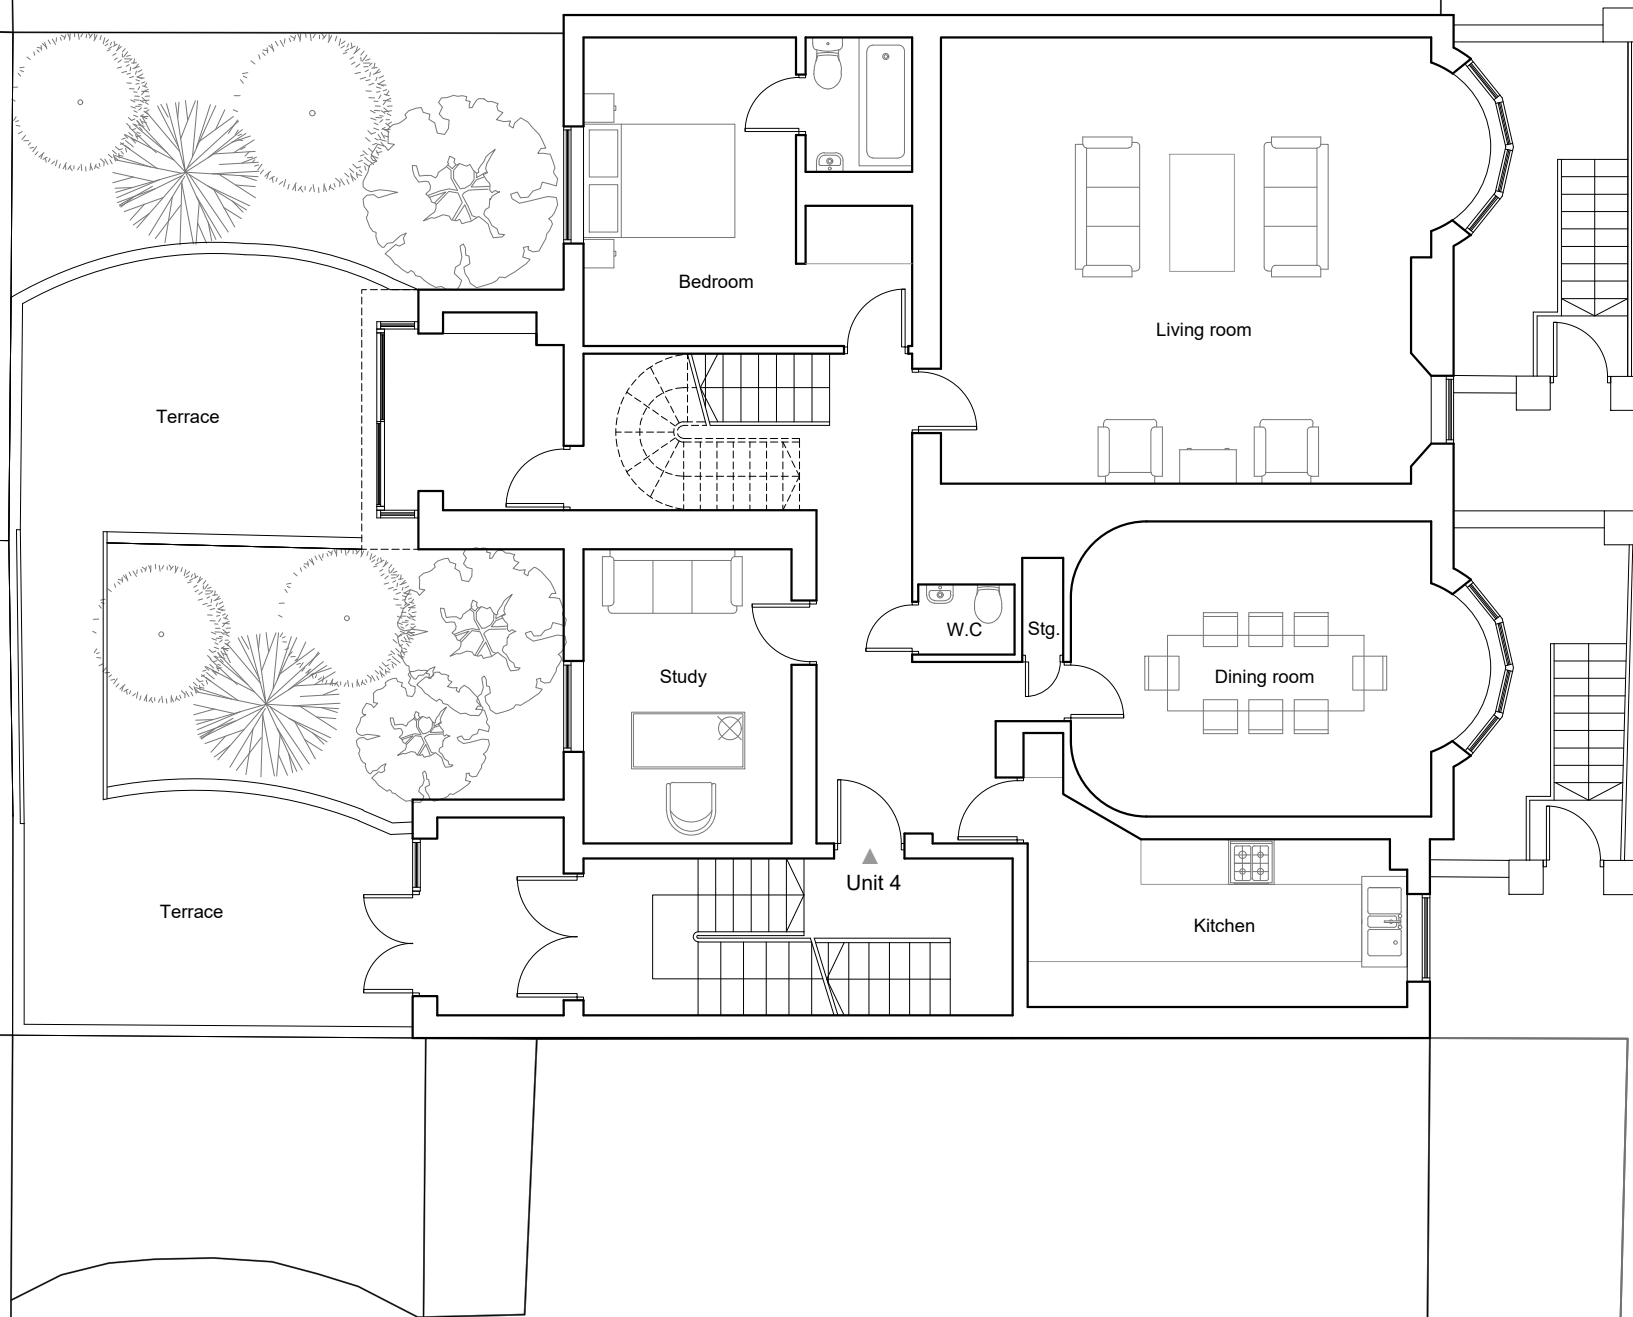 Bedroom
Living room
Terrace
W.C
Stg.
Study
Dining room
Unit 4
Terrace
Kitchen